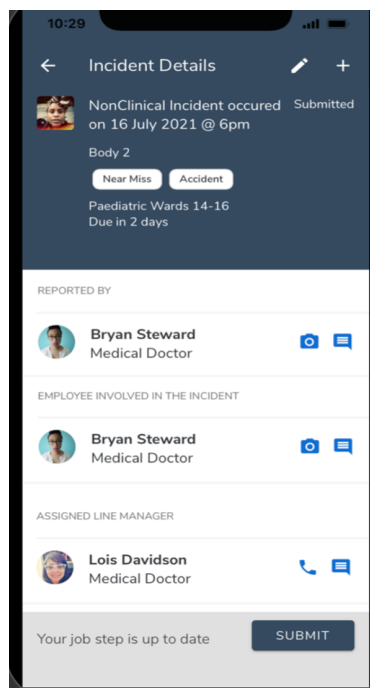 10:29
Incident Details
NonClinical Incident occured Submitted
on 16 July 2021 @ 6pm
Body 2
Near Miss Accident
Paediatric Wards 14-16
Due in 2 days
REPORTED BY
Bryan Steward
Medical Doctor
EMPLOYEE INVOLVED IN THE INCIDENT
Bryan Steward
Medical Doctor
ASSIGNED LINE MANAGER
Lois Davidson
Medical Doctor
Your job step is up to date SUBMIT